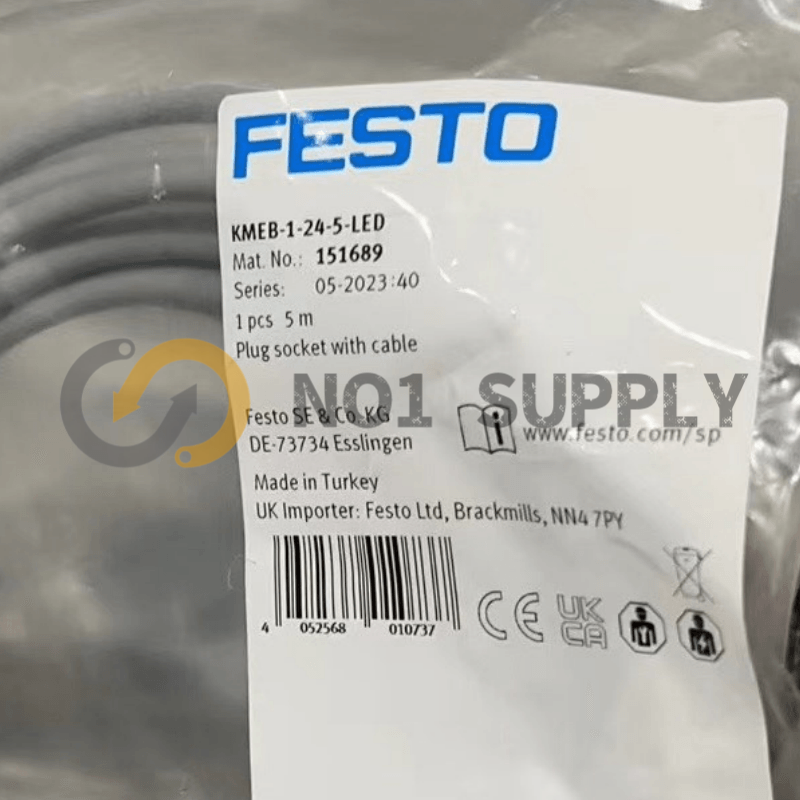 FESTO
KMEB-1-24-5-LED
Mat. No.: 151689
Series: 05-2023:40
1 pcs 5 m
Plug socket with cable
NO1 SUPPLY
Festo SE & Co. KG
DE-73734 Esslingen
www.festo.com/sp
Made in Turkey
UK Importer: Festo Ltd, Brackmills, NN4 7PY
4 052568 010737
CE UK CA